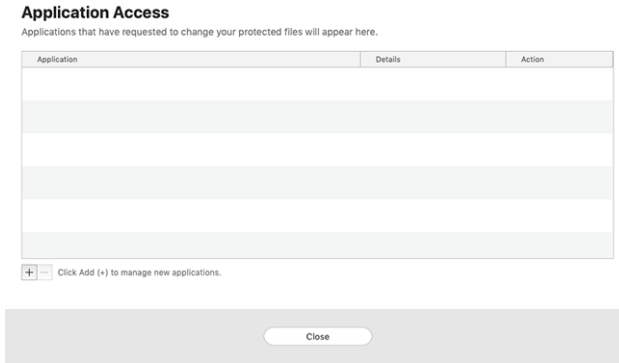 Application Access
Applications that have requested to change your protected files will appear here.
Application Details Action
+ − Click Add (+) to manage new applications.
Close